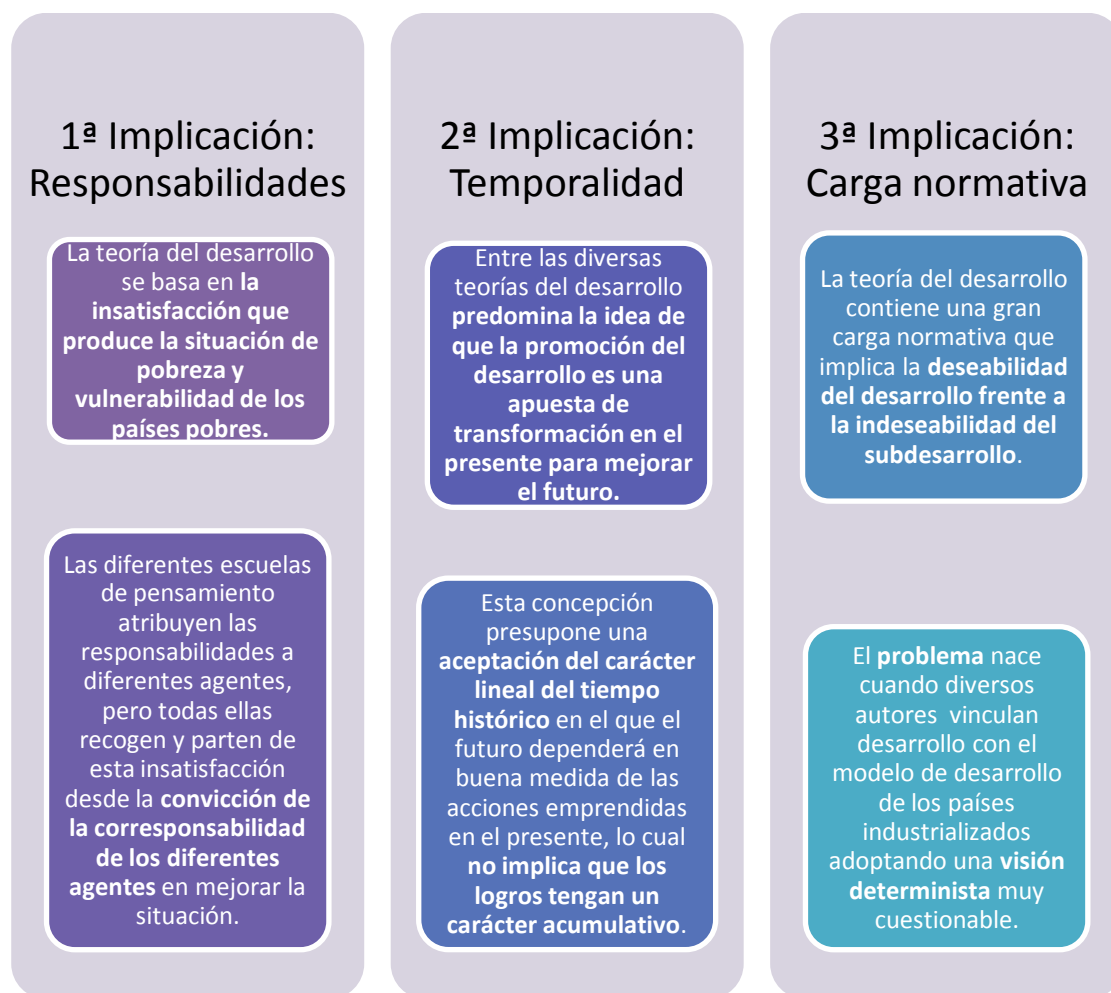 1ª Implicación:
Responsabilidades
La teoría del desarrollo
se basa en la
insatisfacción que
produce la situación de
pobreza y
vulnerabilidad de los
países pobres.
Las diferentes escuelas
de pensamiento
atribuyen las
responsabilidades a
diferentes agentes,
pero todas ellas
recogen y parten de
esta insatisfacción
desde la convicción de
la corresponsabilidad
de los diferentes
agentes en mejorar la
situación.
2ª Implicación:
Temporalidad
Entre las diversas
teorías del desarrollo
predomina la idea de
que la promoción del
desarrollo es una
apuesta de
transformación en el
presente para mejorar
el futuro.
Esta concepción
presupone una
aceptación del carácter
lineal del tiempo
histórico en el que el
futuro dependerá en
buena medida de las
acciones emprendidas
en el presente, lo cual
no implica que los
logros tengan un
carácter acumulativo.
3ª Implicación:
Carga normativa
La teoría del desarrollo
contiene una gran
carga normativa que
implica la deseabilidad
del desarrollo frente a
la indeseabilidad del
subdesarrollo.
El problema nace
cuando diversos
autores vinculan
desarrollo con el
modelo de desarrollo
de los países
industrializados
adoptando una visión
determinista muy
cuestionable.